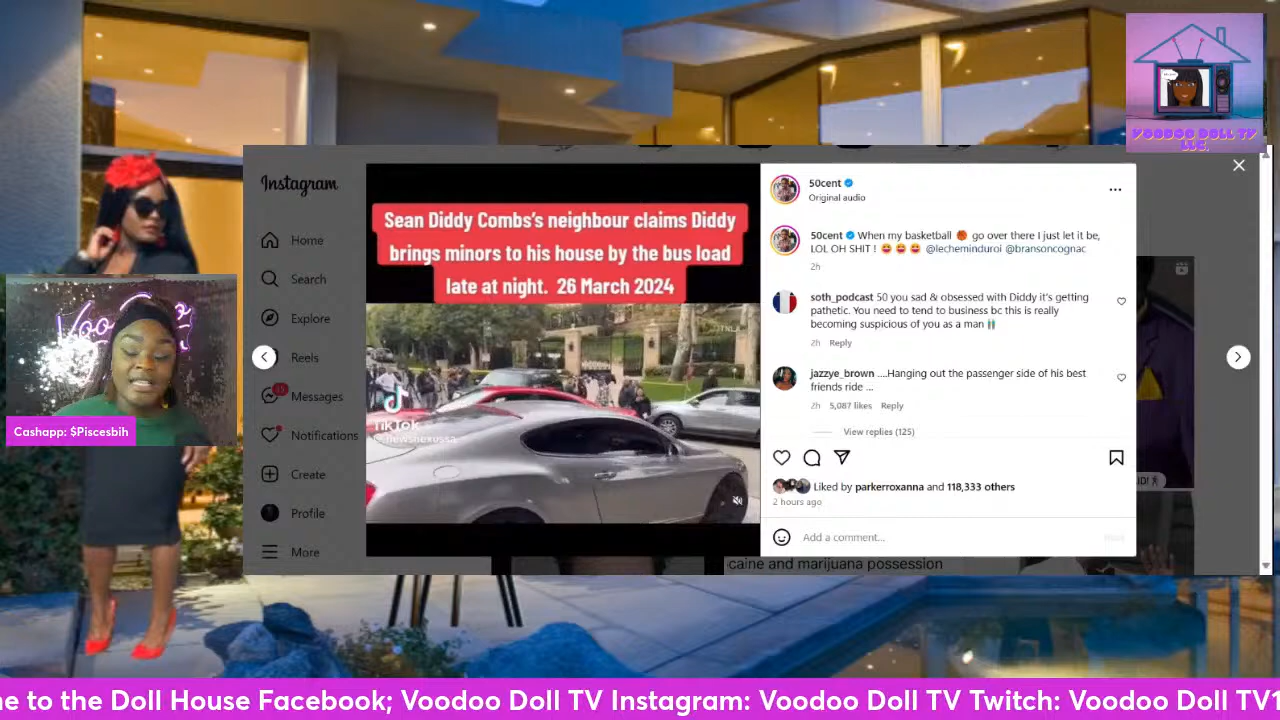 VOODOO DOLL TV
LLC.
Instagram
Home
Search
Explore
Reels
Messages
Notifications
Create
Profile
More
Sean Diddy Combs's neighbour claims Diddy
brings minors to his house by the bus load
late at night. 26 March 2024
TikTok
50cent
Original audio
50cent When my basketball 🏀 go over there I just let it be,
LOL OH SHIT ! 😝 😝 😝 @lecheminduroi @bransoncognac
2h
soth_podcast 50 you sad & obsessed with Diddy it's getting
pathetic. You need to tend to business bc this is really
becoming suspicious of you as a man
2h Reply
jazzye_brown ....Hanging out the passenger side of his best
friends ride ...
2h 5,087 likes Reply
View replies (125)
Liked by parkerroxanna and 118,333 others
2 hours ago
Add a comment...
caine and marijuana possession
Cashapp: $Piscesbih
ne to the Doll House Facebook; Voodoo Doll TV Instagram: Voodoo Doll TV Twitch: Voodoo Doll TV1